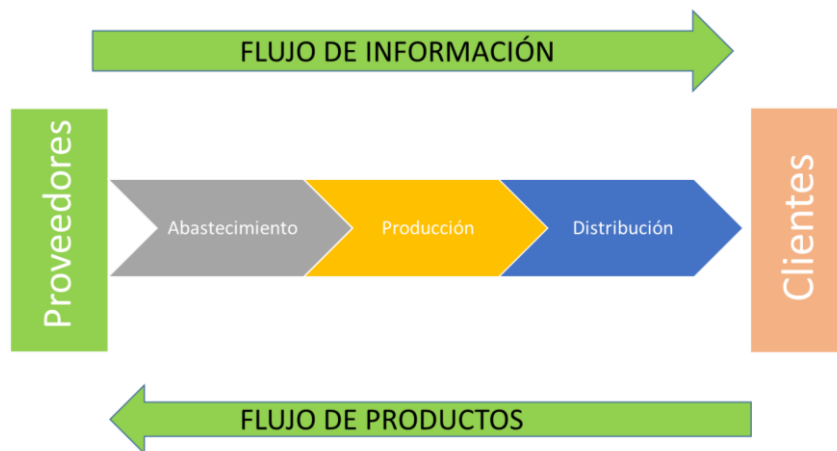 FLUJO DE INFORMACIÓN
Proveedores
Abastecimiento
Producción
Distribución
Clientes
FLUJO DE PRODUCTOS